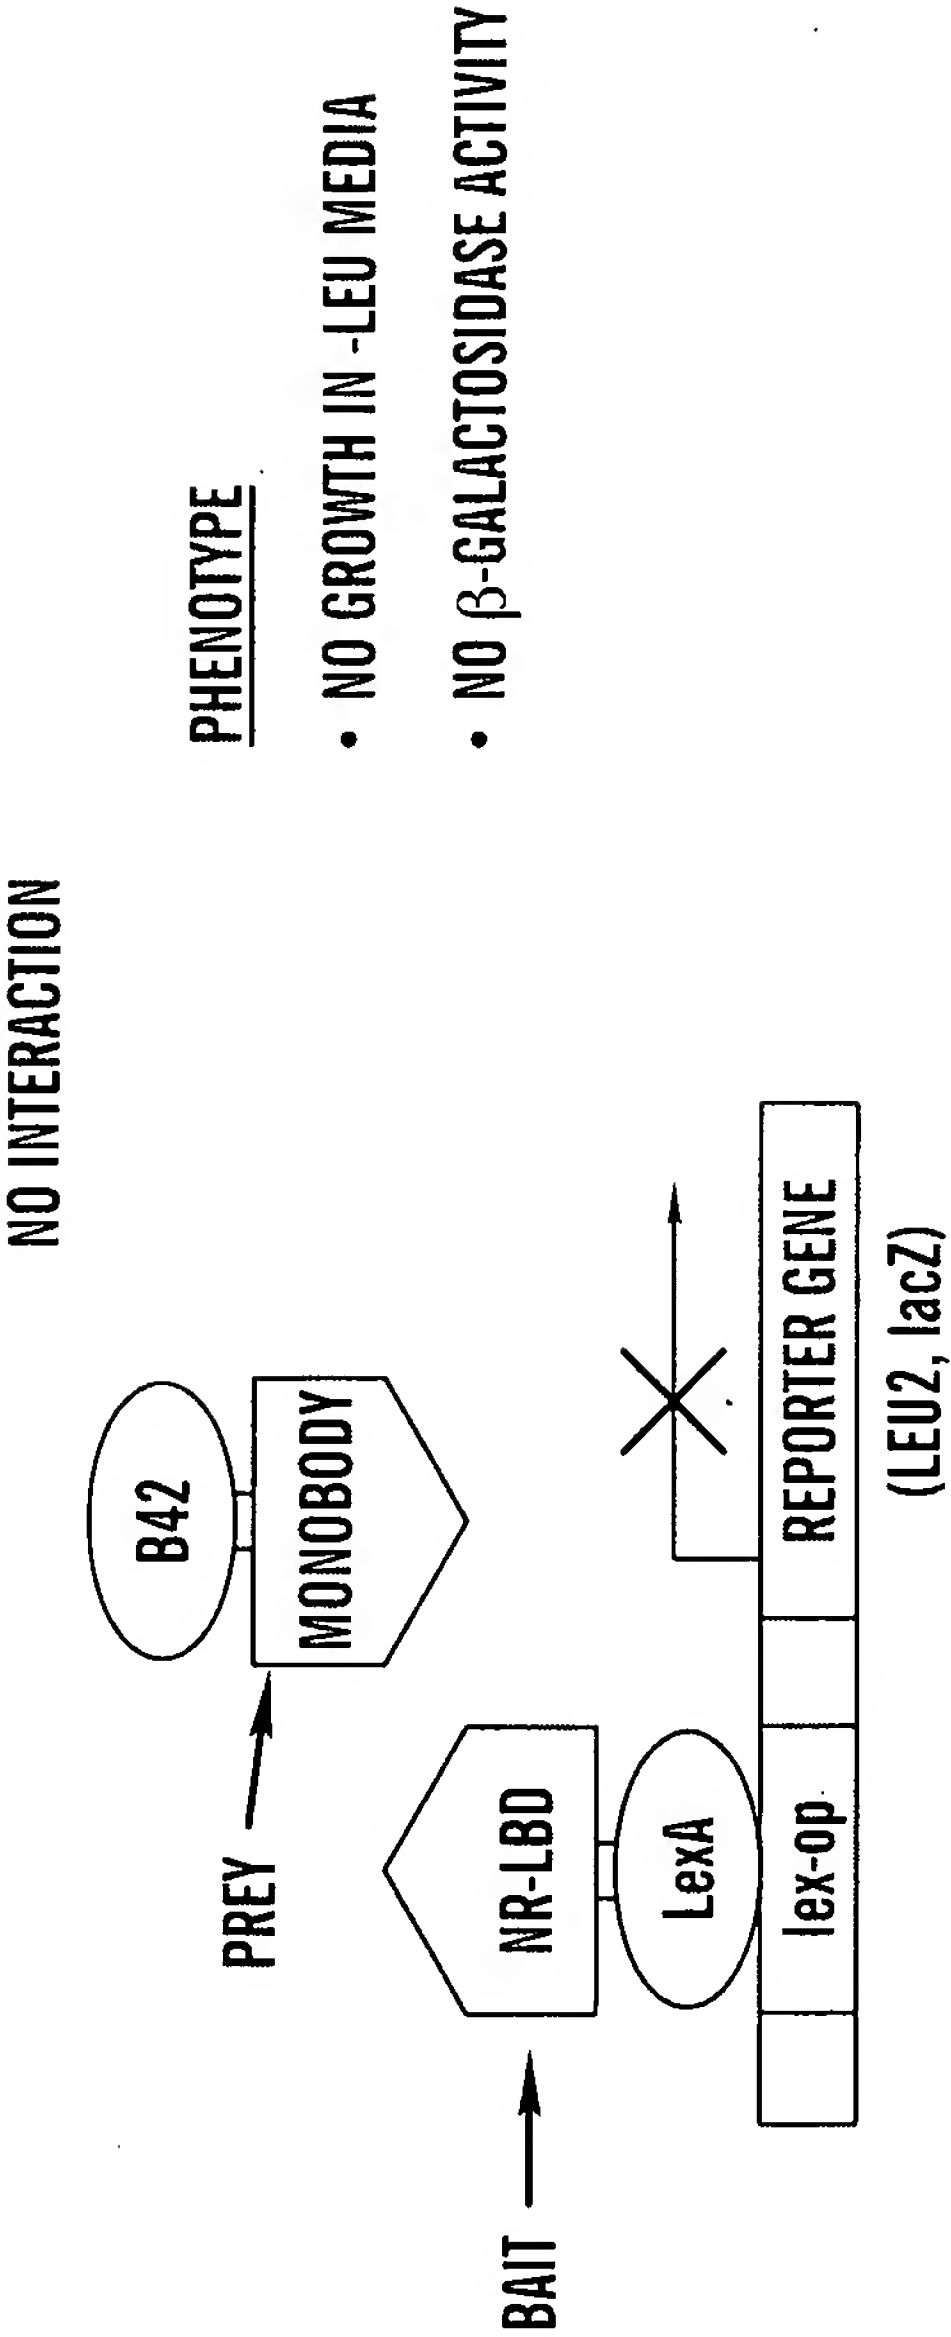 NO INTERACTION
B42
MONOBODY
PREY
NR-LBD
BAIT
LexA
lex-op
REPORTER GENE
(LEU2, lacZ)
PHENOTYPE
• NO GROWTH IN -LEU MEDIA
• NO β-GALACTOSIDASE ACTIVITY